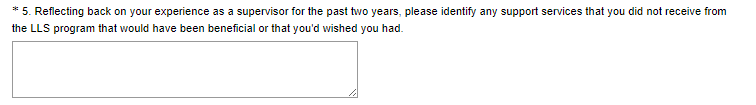 * 5. Reflecting back on your experience as a supervisor for the past two years, please identify any support services that you did not receive from
the LLS program that would have been beneficial or that you'd wished you had.